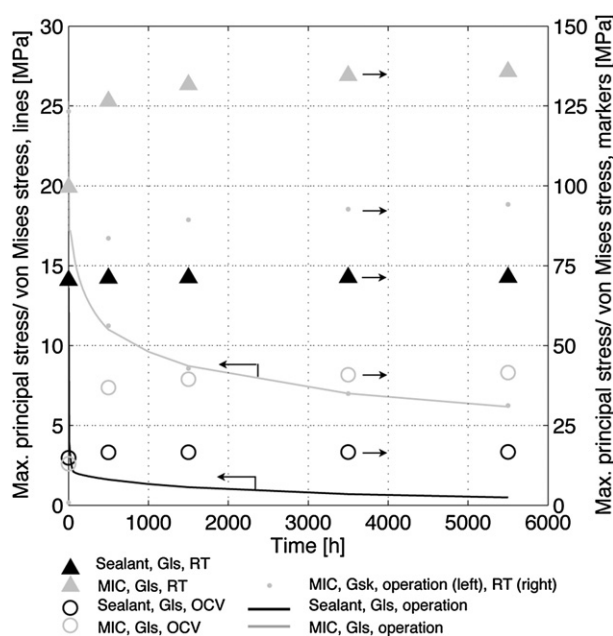 Max. principal stress/ von Mises stress, lines [MPa]
30
25
20
15
10
5
0
150
125
100
75
50
25
0
Max. principal stress/ von Mises stress, markers [MPa]
0 1000 2000 3000 4000 5000 6000
Time [h]
Sealant, Gls, RT
MIC, Gls, RT
Sealant, Gls, OCV
MIC, Gls, OCV
MIC, Gsk, operation (left), RT (right)
Sealant, Gls, operation
MIC, Gls, operation